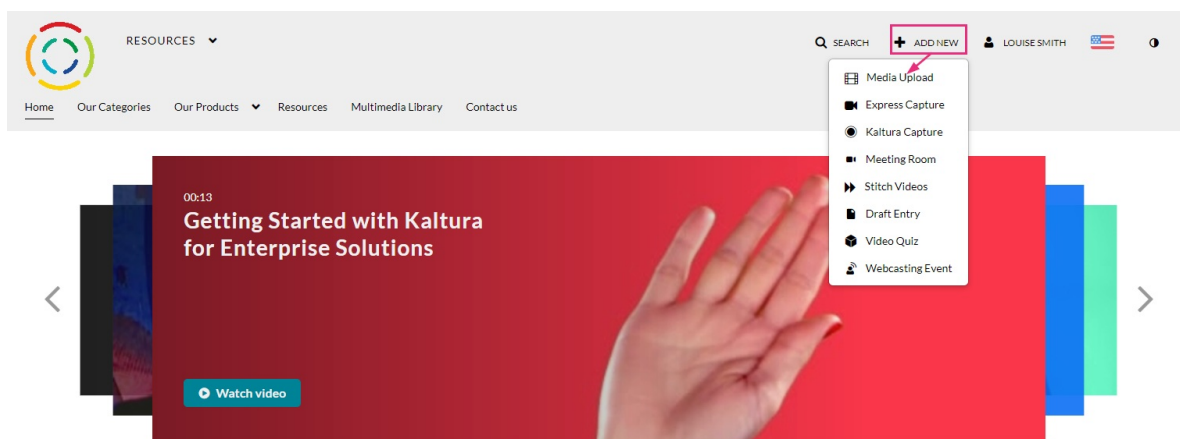 RESOURCES
SEARCH
ADD NEW
LOUISE SMITH
Home
Our Categories
Our Products
Resources
Multimedia Library
Contact us
Media Upload
Express Capture
Kaltura Capture
Meeting Room
Stitch Videos
Draft Entry
Video Quiz
Webcasting Event
00:13
Getting Started with Kaltura
for Enterprise Solutions
Watch video